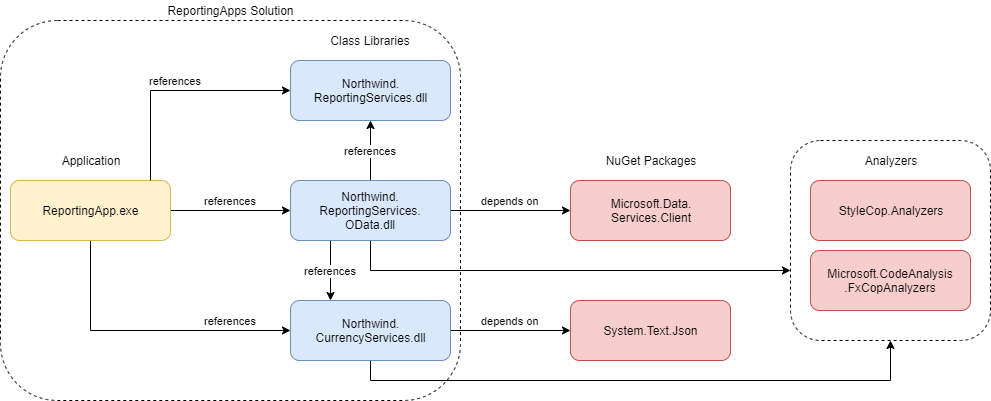 ReportingApps Solution
Class Libraries
references
Northwind.
ReportingServices.dll
references
Application
NuGet Packages
Analyzers
ReportingApp.exe
references
Northwind.
ReportingServices.
OData.dll
depends on
Microsoft.Data.
Services.Client
StyleCop.Analyzers
references
Microsoft.CodeAnalysis
.FxCopAnalyzers
references
Northwind.
CurrencyServices.dll
depends on
System.Text.Json